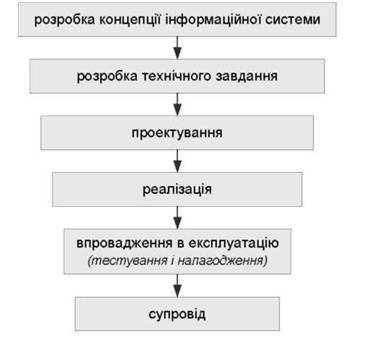 розробка концепції інформаційної системи
розробка технічного завдання
проектування
реалізація
впровадження в експлуатацію
(тестування і налагодження)
супровід